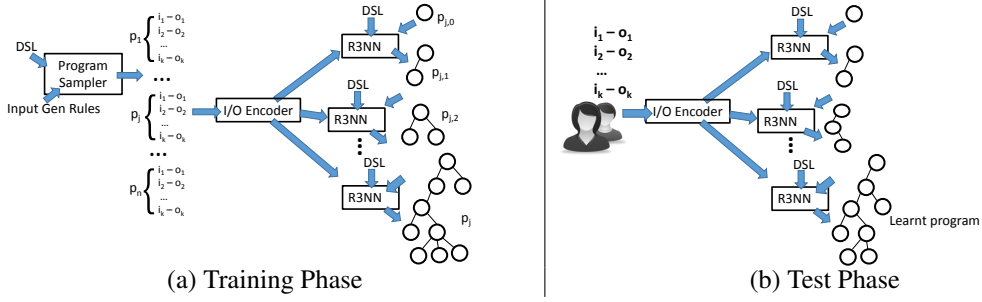 DSL
Program
Sampler
Input Gen Rules
p1
i1 – o1
i2 – o2
...
ik – ok
...
pj
i1 – o1
i2 – o2
...
ik – ok
...
pn
i1 – o1
i2 – o2
...
ik – ok
I/O Encoder
DSL
R3NN
pj,0
pj,1
DSL
R3NN
pj,2
...
DSL
R3NN
pj
(a) Training Phase
i1 – o1
i2 – o2
...
ik – ok
I/O Encoder
DSL
R3NN
DSL
R3NN
...
DSL
R3NN
Learnt program
(b) Test Phase